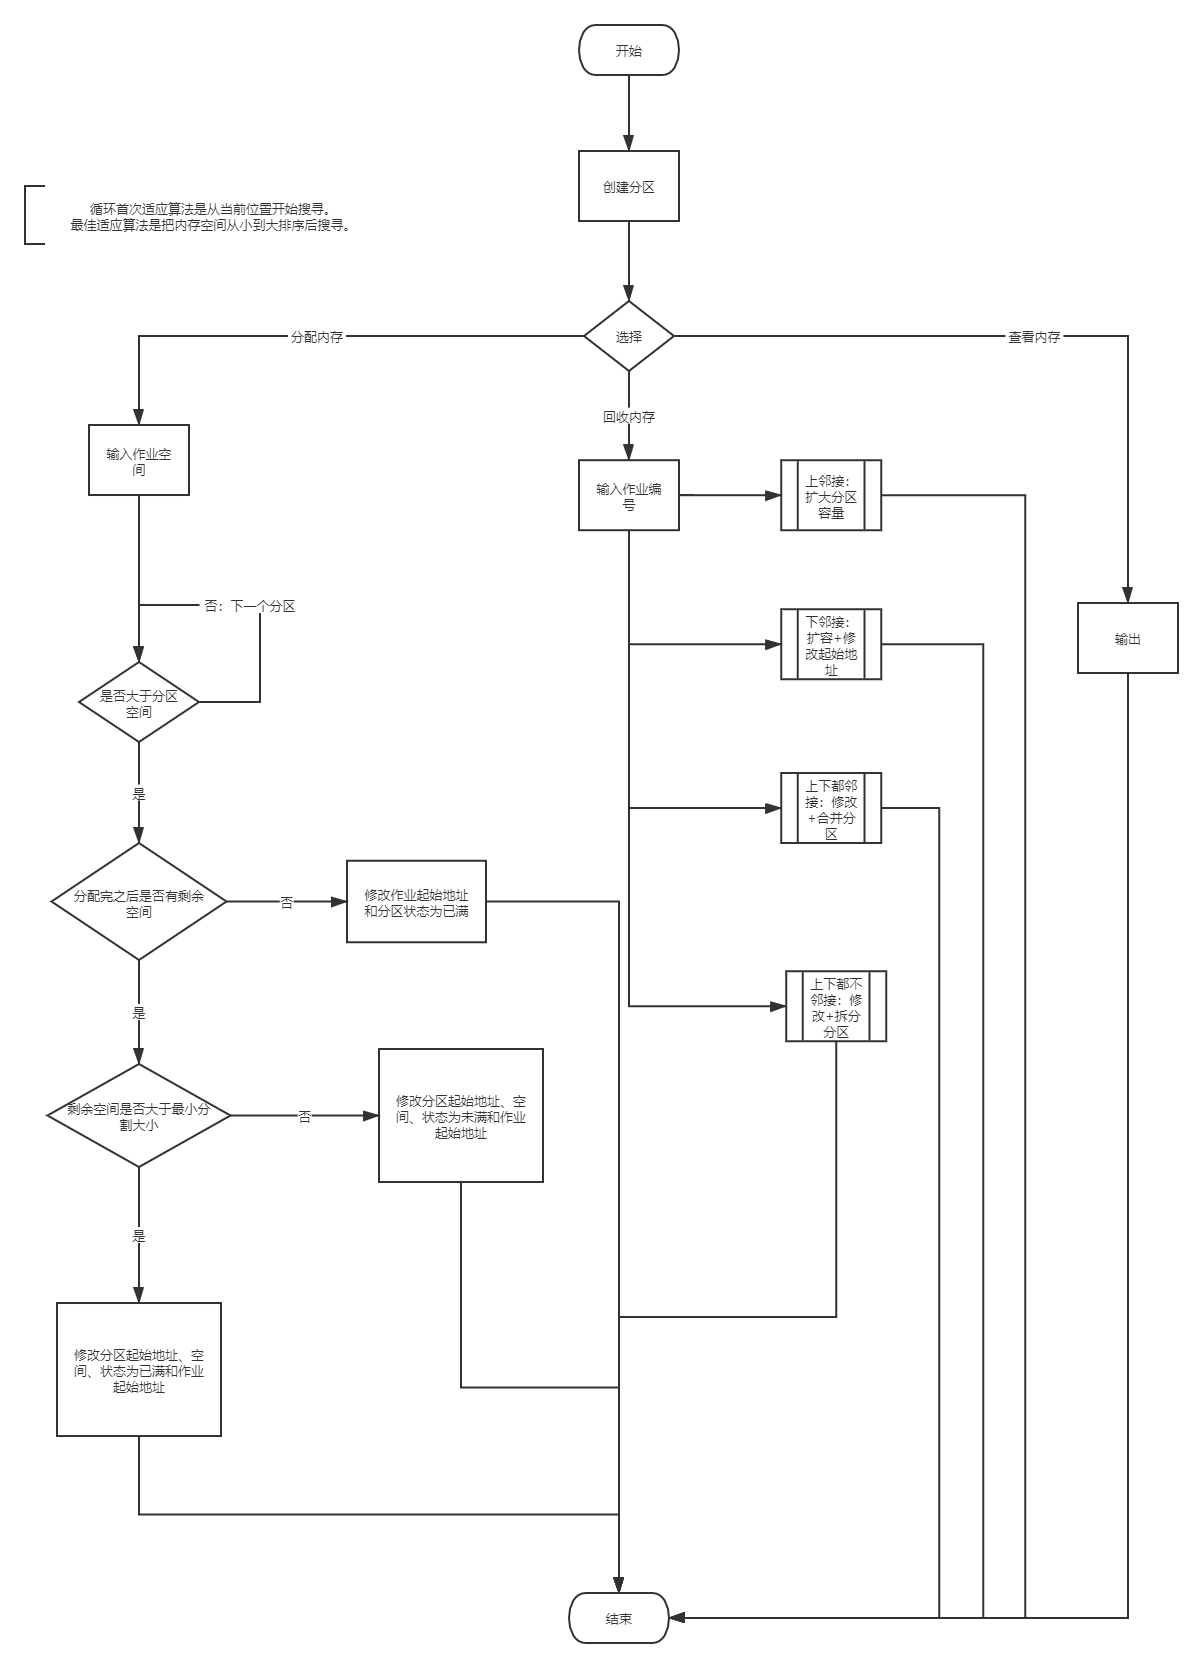 开始
创建分区
循环首次适应算法是从当前位置开始搜寻。
最佳适应算法是把内存空间从小到大排序后搜寻。
分配内存
选择
查看内存
回收内存
输入作业空
间
输入作业编
号
上邻接：
扩大分区
容量
否：下一个分区
下邻接：
扩容+修
改起始地
址
输出
是否大于分区
空间
是
上下都邻
接：修改
+合并分
区
分配完之后是否有剩余
空间
否
修改作业起始地址
和分区状态为已满
是
上下都不
邻接：修
改+拆分
分区
剩余空间是否大于最小分
割大小
否
修改分区起始地址、空
间、状态为未满和作业
起始地址
是
修改分区起始地址、空
间、状态为已满和作业
起始地址
结束